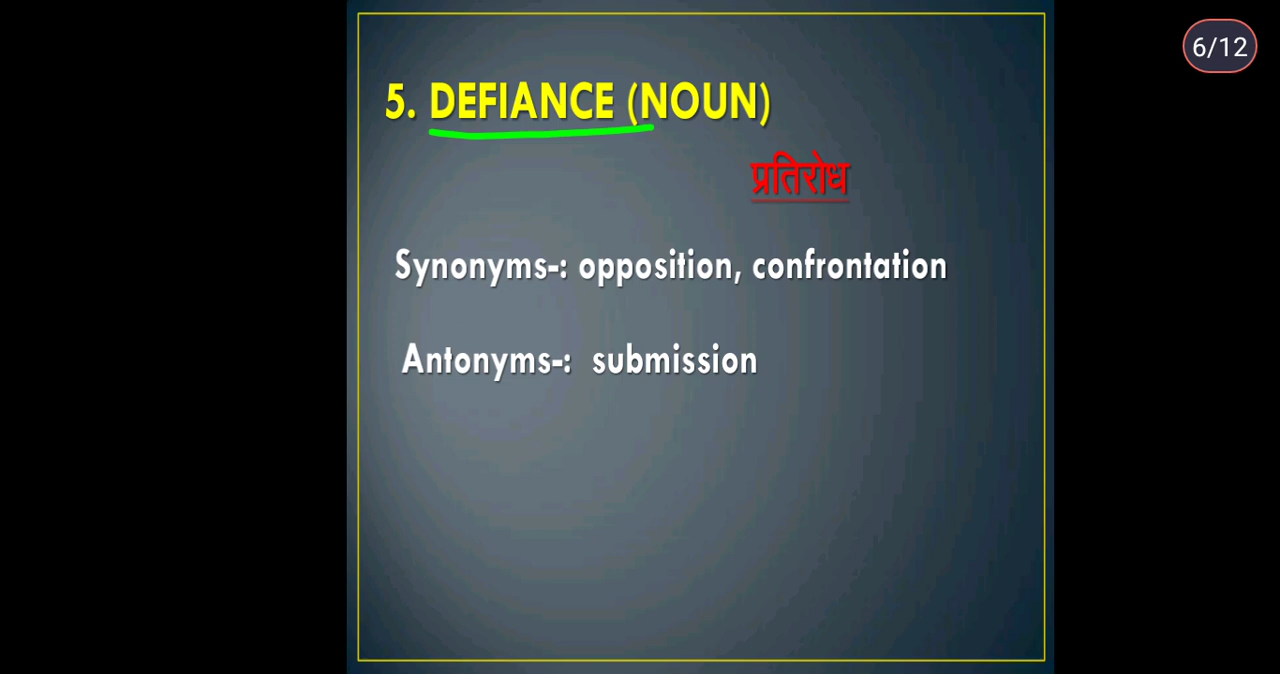 6/12
5. DEFIANCE (NOUN)
प्रतिरोध
Synonyms-: opposition, confrontation
Antonyms-: submission